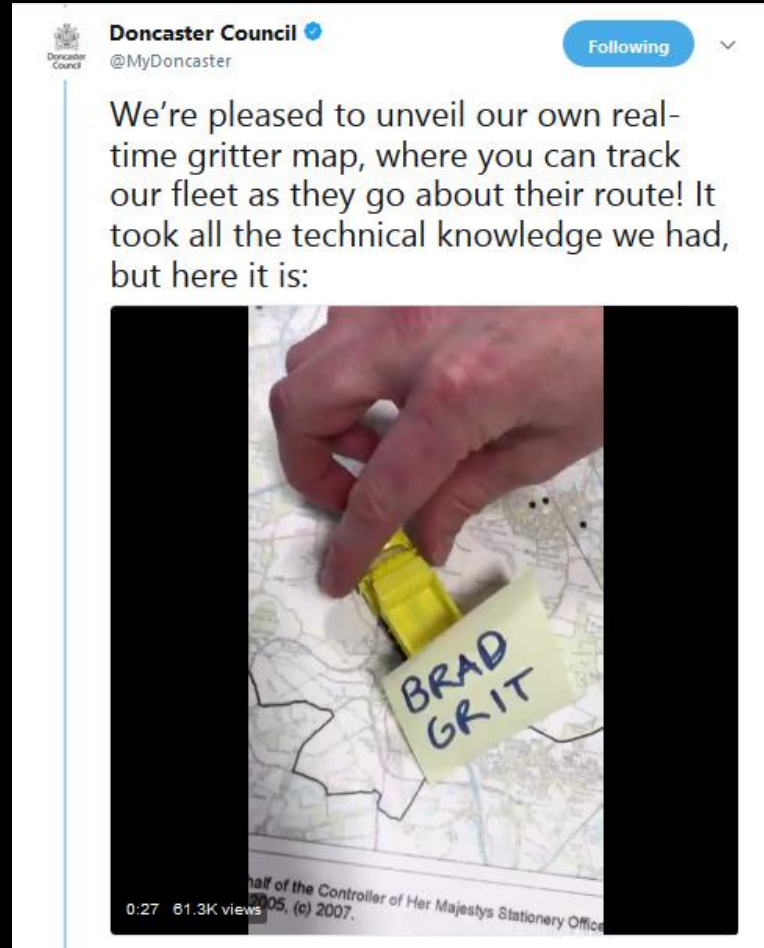 Doncaster Council
@MyDoncaster
Following
Doncaster
Council
We’re pleased to unveil our own real-
time gritter map, where you can track
our fleet as they go about their route! It
took all the technical knowledge we had,
but here it is:
BRAD
GRIT
half of the Controller of Her Majestys Stationery Office
2005, (c) 2007.
0:27 61.3K views